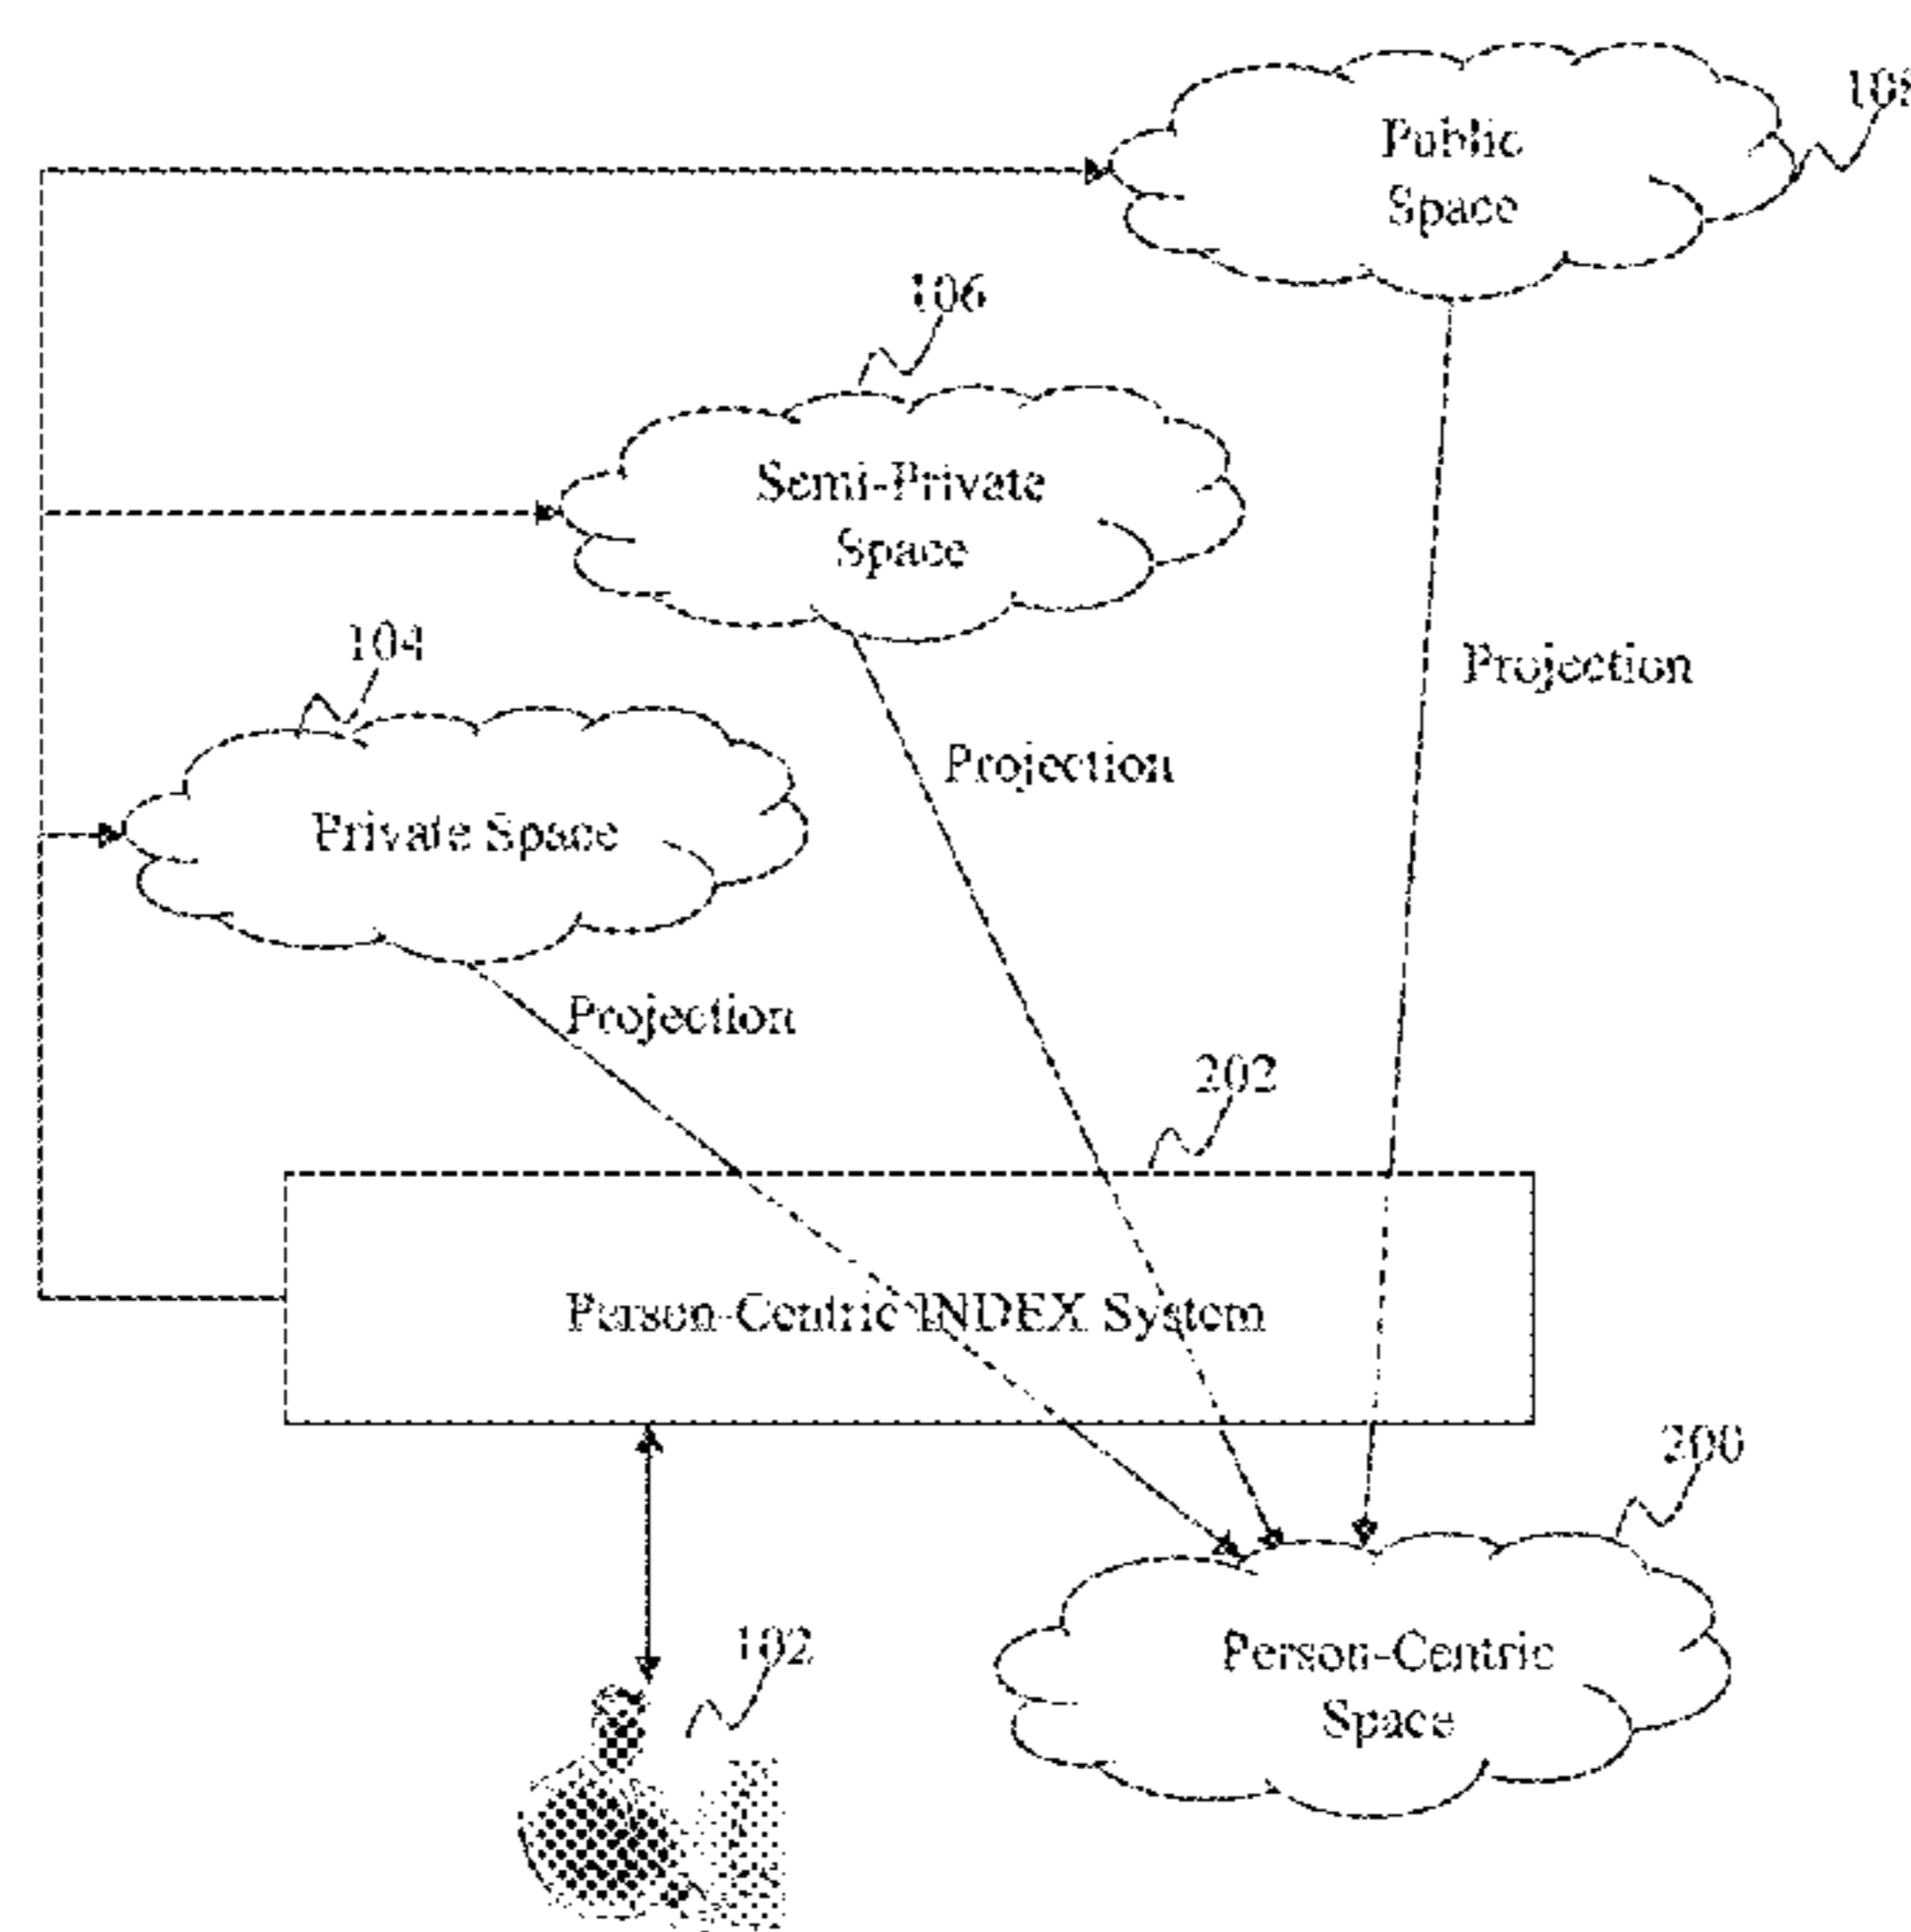 Public
Space
106
Semi-Private
Space
104
Projection
Projection
Private Space
Projection
202
Person-Centric INDEX System
200
102
Person-Centric
Space